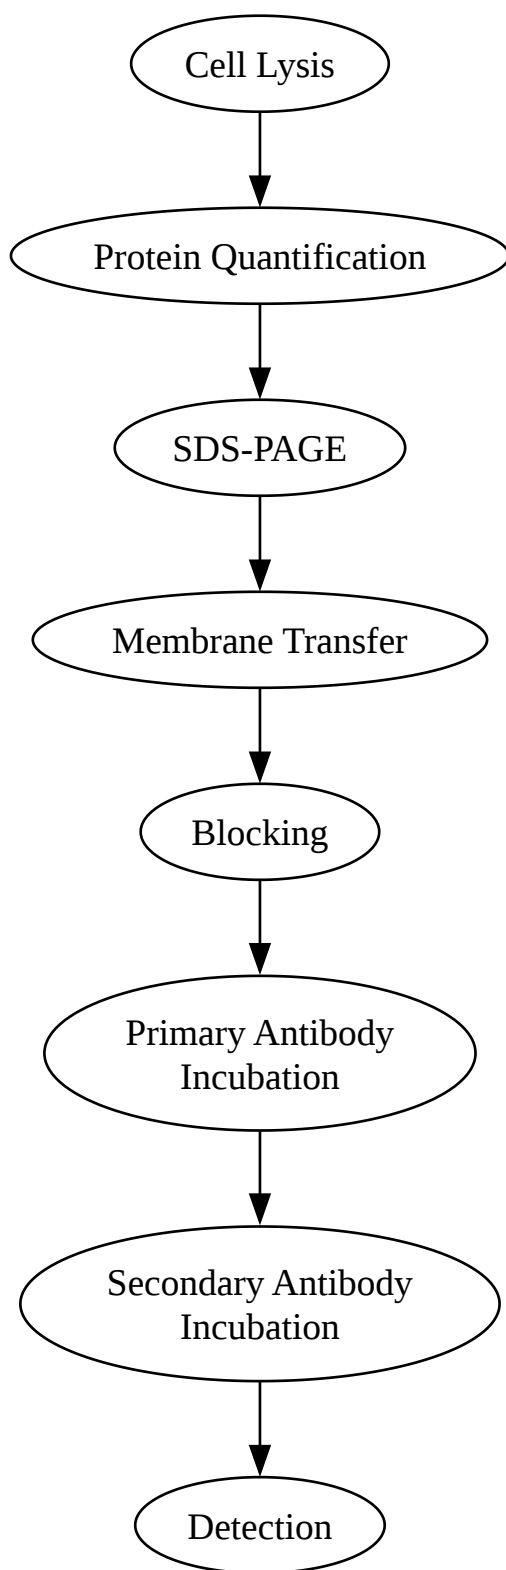 Cell Lysis
Protein Quantification
SDS-PAGE
Membrane Transfer
Blocking
Primary Antibody
Incubation
Secondary Antibody
Incubation
Detection